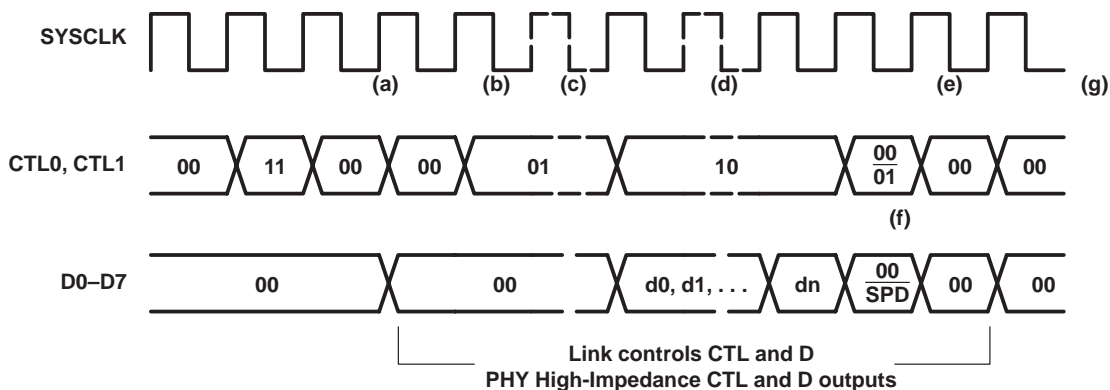 SYSCLK
(a) (b) (c) (d) (e) (g)
CTL0, CTL1 00 11 00 00 01 10 00 00 00
01
(f)
D0–D7 00 00 d0, d1, . . . dn 00 00 00
SPD
Link controls CTL and D
PHY High-Impedance CTL and D outputs